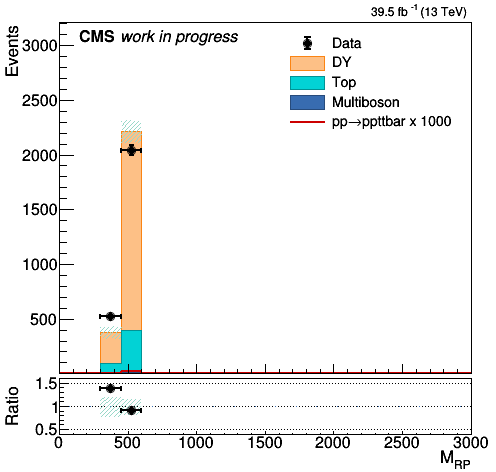 39.5 fb⁻¹ (13 TeV)
CMS work in progress
Events
3000
2500
2000
1500
1000
500
Data
DY
Top
Multiboson
pp→ppttbar x 1000
Ratio
1.5
1
0.5
0 500 1000 1500 2000 2500 3000
M_RP